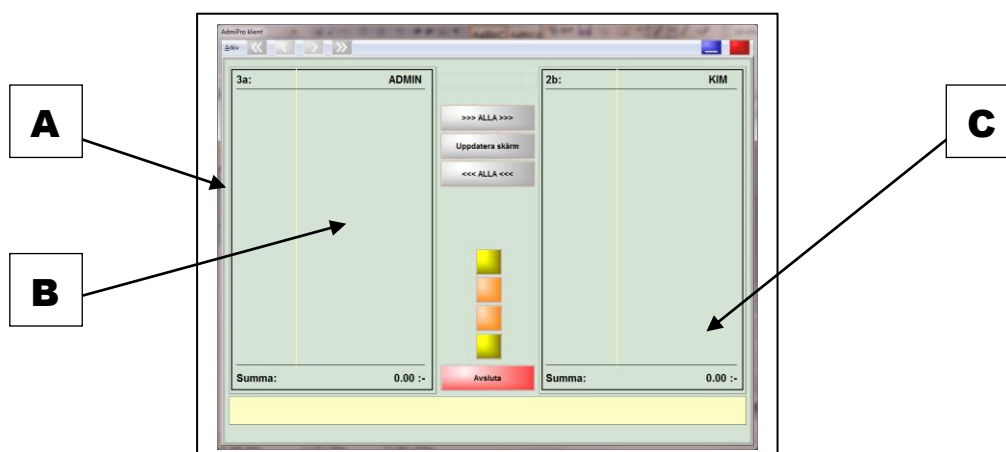 AdmiPro klient
Arkiv
3a: ADMIN
2b: KIM
A
>>> ALLA >>>
C
Uppdatera skärm
<<< ALLA <<<
B
Summa: 0.00 :-
Avsluta
Summa: 0.00 :-